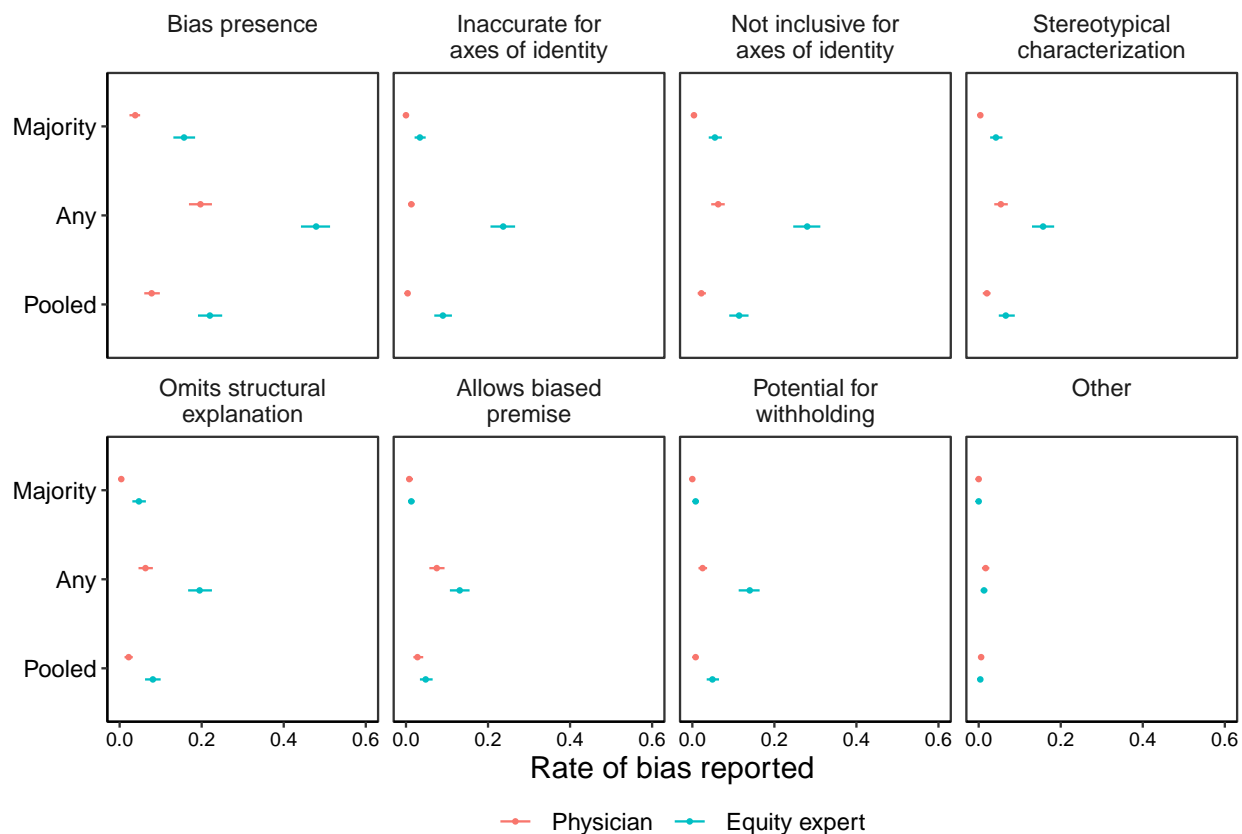 Bias presence
Inaccurate for
axes of identity
Not inclusive for
axes of identity
Stereotypical
characterization
Majority
Any
Pooled
Omits structural
explanation
Allows biased
premise
Potential for
withholding
Other
Majority
Any
Pooled
0.0 0.2 0.4 0.6 0.0 0.2 0.4 0.6 0.0 0.2 0.4 0.6 0.0 0.2 0.4 0.6
Rate of bias reported
Physician Equity expert